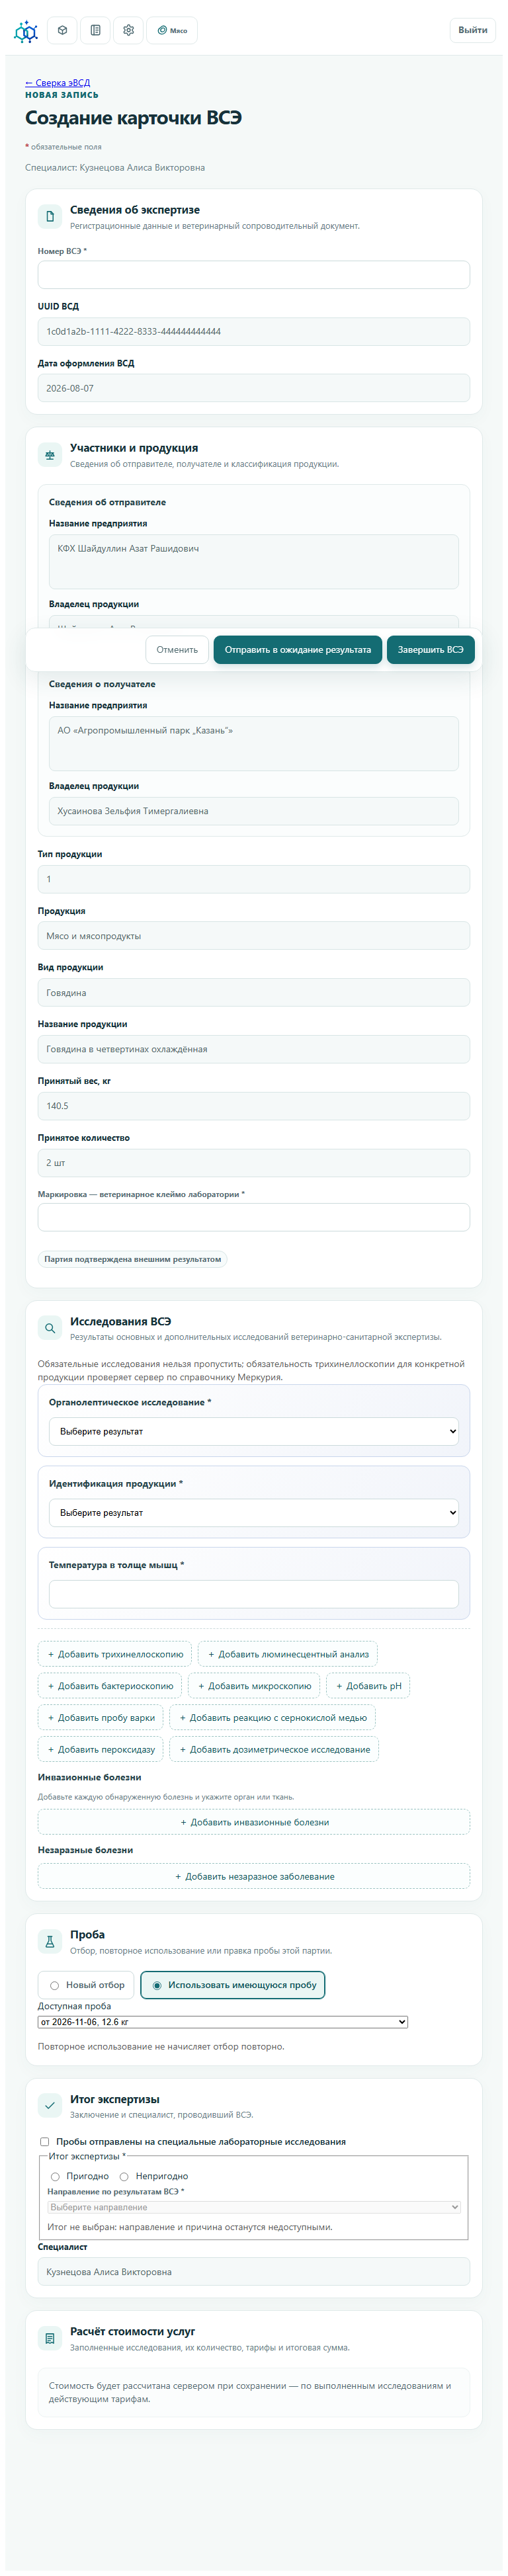 Мясо
Выйти
← Сверка эВСД
НОВАЯ ЗАПИСЬ
Создание карточки ВСЭ
* обязательные поля
Специалист: Кузнецова Алиса Викторовна
Сведения об экспертизе
Регистрационные данные и ветеринарный сопроводительный документ.
Номер ВСЭ *
UUID ВСД
1c0d1a2b-1111-4222-8333-444444444444
Дата оформления ВСД
2026-08-07
Участники и продукция
Сведения об отправителе, получателе и классификация продукции.
Сведения об отправителе
Название предприятия
КФХ Шайдуллин Азат Рашидович
Владелец продукции
Отменить
Отправить в ожидание результата
Завершить ВСЭ
Сведения о получателе
Название предприятия
АО «Агропромышленный парк „Казань“»
Владелец продукции
Хусаинова Зельфия Тимергалиевна
Тип продукции
1
Продукция
Мясо и мясопродукты
Вид продукции
Говядина
Название продукции
Говядина в четвертинах охлаждённая
Принятый вес, кг
140.5
Принятое количество
2 шт
Маркировка — ветеринарное клеймо лаборатории *
Партия подтверждена внешним результатом
Исследования ВСЭ
Результаты основных и дополнительных исследований ветеринарно-санитарной экспертизы.
Обязательные исследования нельзя пропустить; обязательность трихинеллоскопии для конкретной
продукции проверяет сервер по справочнику Меркурия.
Органолептическое исследование *
Выберите результат
Идентификация продукции *
Выберите результат
Температура в толще мышц *
+ Добавить трихинеллоскопию
+ Добавить люминесцентный анализ
+ Добавить бактериоскопию
+ Добавить микроскопию
+ Добавить pH
+ Добавить пробу варки
+ Добавить реакцию с сернокислой медью
+ Добавить пероксидазу
+ Добавить дозиметрическое исследование
Инвазионные болезни
Добавьте каждую обнаруженную болезнь и укажите орган или ткань.
+ Добавить инвазионные болезни
Незаразные болезни
+ Добавить незаразное заболевание
Проба
Отбор, повторное использование или правка пробы этой партии.
Новый отбор
Использовать имеющуюся пробу
Доступная проба
от 2026-11-06, 12.6 кг
Повторное использование не начисляет отбор повторно.
Итог экспертизы
Заключение и специалист, проводивший ВСЭ.
Пробы отправлены на специальные лабораторные исследования
Итог экспертизы *
Пригодно
Непригодно
Направление по результатам ВСЭ *
Выберите направление
Итог не выбран: направление и причина останутся недоступными.
Специалист
Кузнецова Алиса Викторовна
Расчёт стоимости услуг
Заполненные исследования, их количество, тарифы и итоговая сумма.
Стоимость будет рассчитана сервером при сохранении — по выполненным исследованиям и
действующим тарифам.